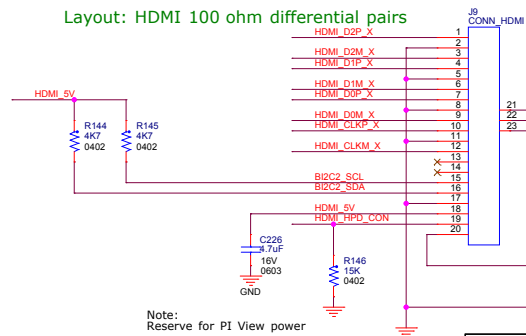 Layout: HDMI 100 ohm differential pairs
J9
CONN_HDMI
HDMI_D2P_X 1
2
HDMI_D2M_X 3
HDMI_D1P_X 4
5
HDMI_D1M_X 6
HDMI_D0P_X 7
8
HDMI_D0M_X 9
HDMI_CLKP_X 10
11
HDMI_CLKM_X 12
13
14
BI2C2_SCL 15
BI2C2_SDA 16
17
HDMI_5V 18
HDMI_HPD_CON 19
20
21
22
23
HDMI_5V
R144
4K7
0402
R145
4K7
0402
C226
4.7uF
16V
0603
GND
R146
15K
0402
Note:
Reserve for PI View power